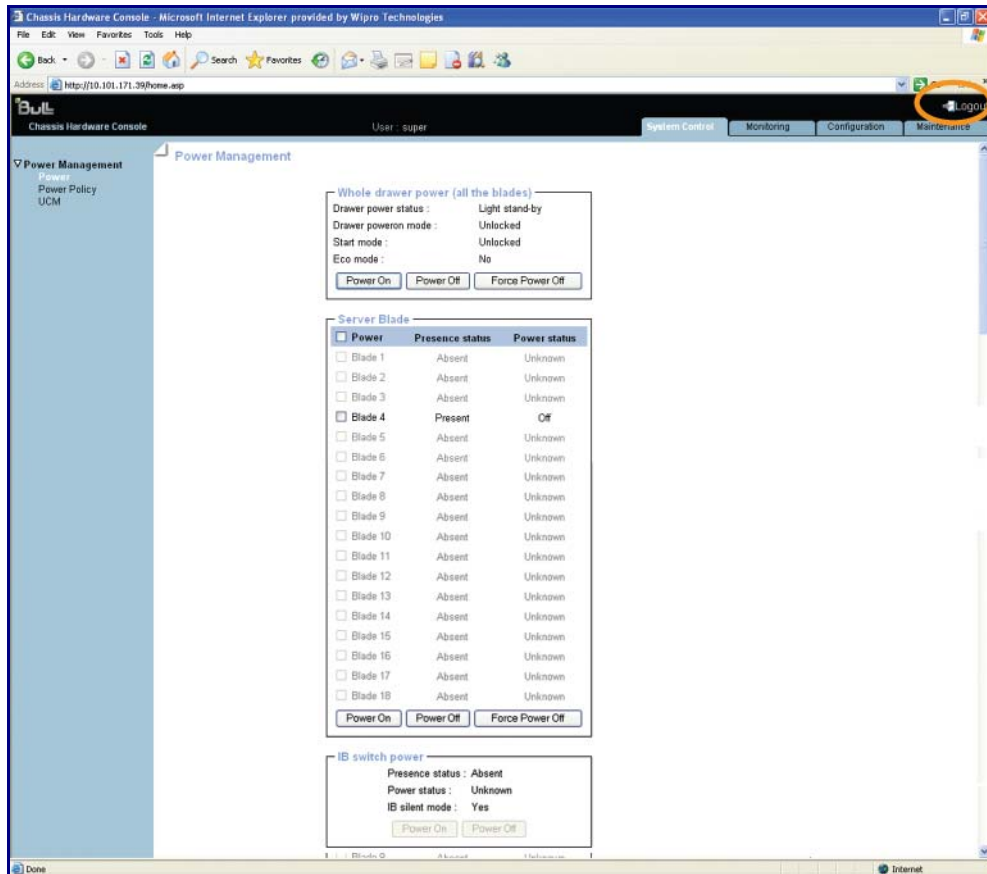 Chassis Hardware Console - Microsoft Internet Explorer provided by Wipro Technologies
File Edit View Favorites Tools Help
Back Search Favorites
Address http://10.101.171.39/home.asp
Bull
Logout
Chassis Hardware Console User : super System Control Monitoring Configuration Maintenance
Power Management
Power
Power Policy
UCM
Power Management
Whole drawer power (all the blades)
Drawer power status : Light stand-by
Drawer poweron mode : Unlocked
Start mode : Unlocked
Eco mode : No
Power On Power Off Force Power Off
Server Blade
Power Presence status Power status
Blade 1 Absent Unknown
Blade 2 Absent Unknown
Blade 3 Absent Unknown
Blade 4 Present Off
Blade 5 Absent Unknown
Blade 6 Absent Unknown
Blade 7 Absent Unknown
Blade 8 Absent Unknown
Blade 9 Absent Unknown
Blade 10 Absent Unknown
Blade 11 Absent Unknown
Blade 12 Absent Unknown
Blade 13 Absent Unknown
Blade 14 Absent Unknown
Blade 15 Absent Unknown
Blade 16 Absent Unknown
Blade 17 Absent Unknown
Blade 18 Absent Unknown
Power On Power Off Force Power Off
IB switch power
Presence status : Absent
Power status : Unknown
IB silent mode : Yes
Power On Power Off
Done Internet